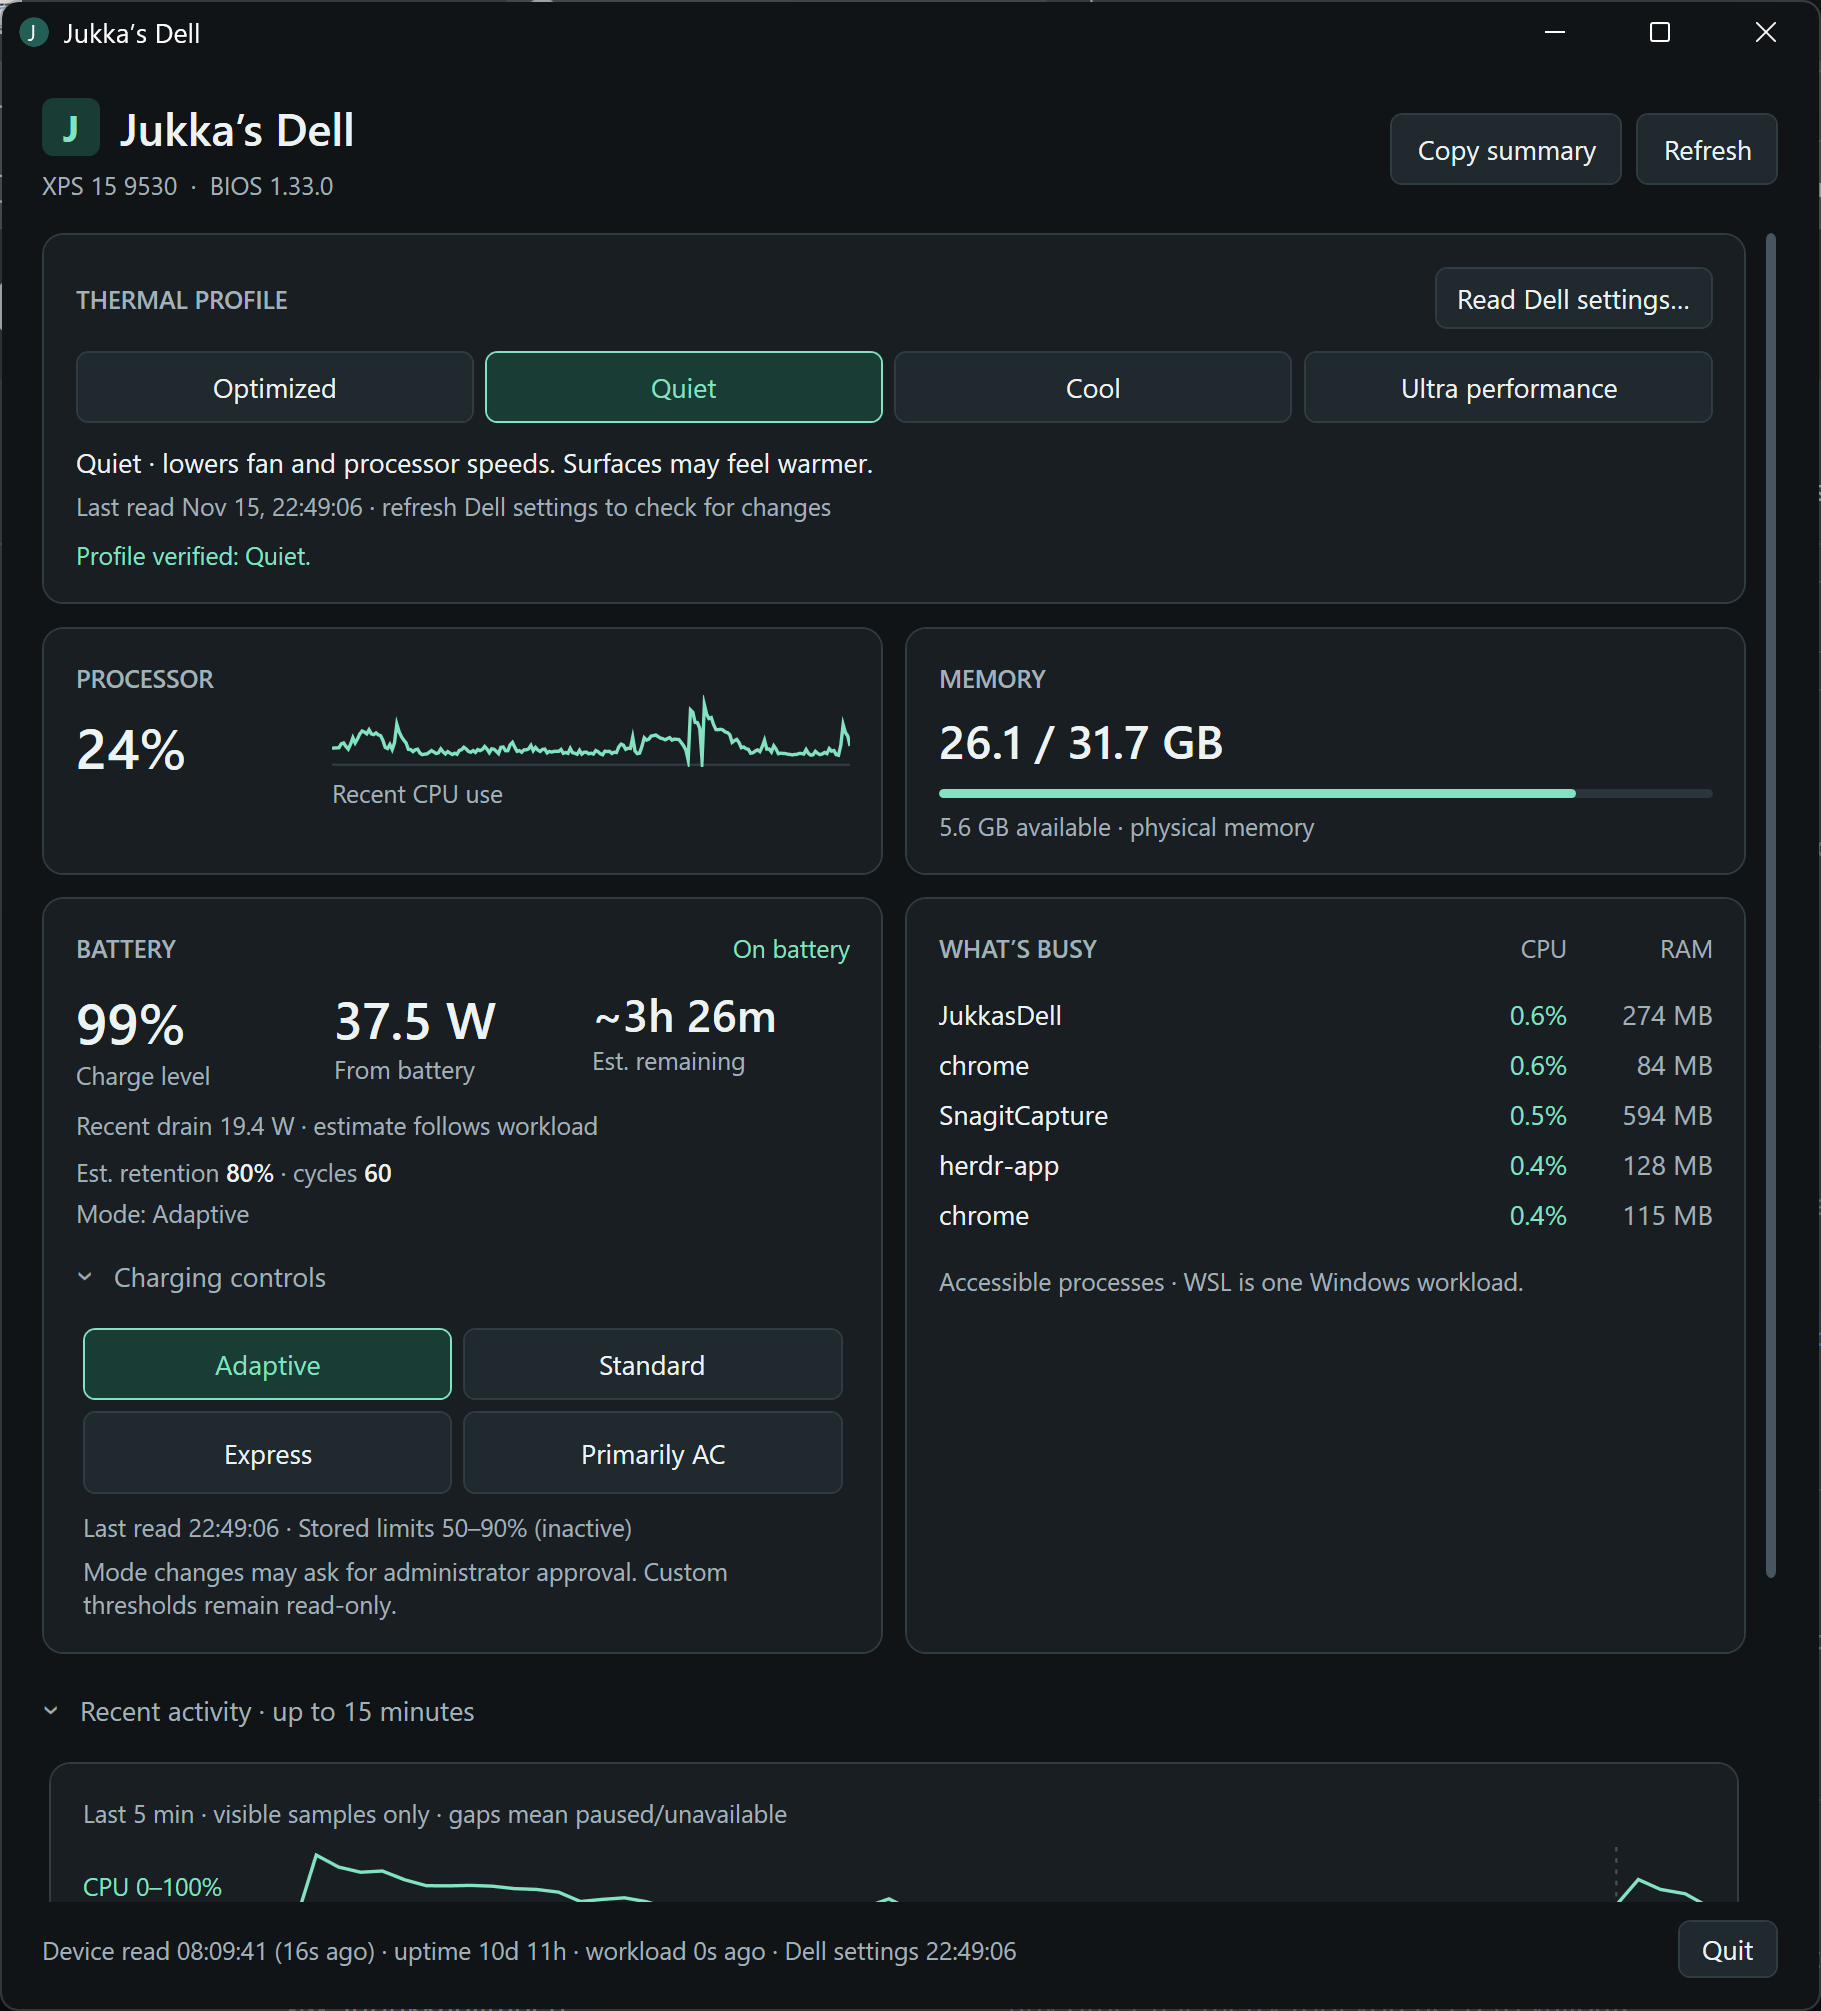 J Jukka’s Dell
J Jukka’s Dell
XPS 15 9530 · BIOS 1.33.0
Copy summary
Refresh
THERMAL PROFILE
Read Dell settings...
Optimized
Quiet
Cool
Ultra performance
Quiet · lowers fan and processor speeds. Surfaces may feel warmer.
Last read Nov 15, 22:49:06 · refresh Dell settings to check for changes
Profile verified: Quiet.
PROCESSOR
24%
Recent CPU use
MEMORY
26.1 / 31.7 GB
5.6 GB available · physical memory
BATTERY
On battery
99%
Charge level
37.5 W
From battery
~3h 26m
Est. remaining
Recent drain 19.4 W · estimate follows workload
Est. retention 80% · cycles 60
Mode: Adaptive
Charging controls
Adaptive
Standard
Express
Primarily AC
Last read 22:49:06 · Stored limits 50–90% (inactive)
Mode changes may ask for administrator approval. Custom
thresholds remain read-only.
WHAT’S BUSY CPU RAM
JukkasDell 0.6% 274 MB
chrome 0.6% 84 MB
SnagitCapture 0.5% 594 MB
herdr-app 0.4% 128 MB
chrome 0.4% 115 MB
Accessible processes · WSL is one Windows workload.
Recent activity · up to 15 minutes
Last 5 min · visible samples only · gaps mean paused/unavailable
CPU 0–100%
Device read 08:09:41 (16s ago) · uptime 10d 11h · workload 0s ago · Dell settings 22:49:06
Quit